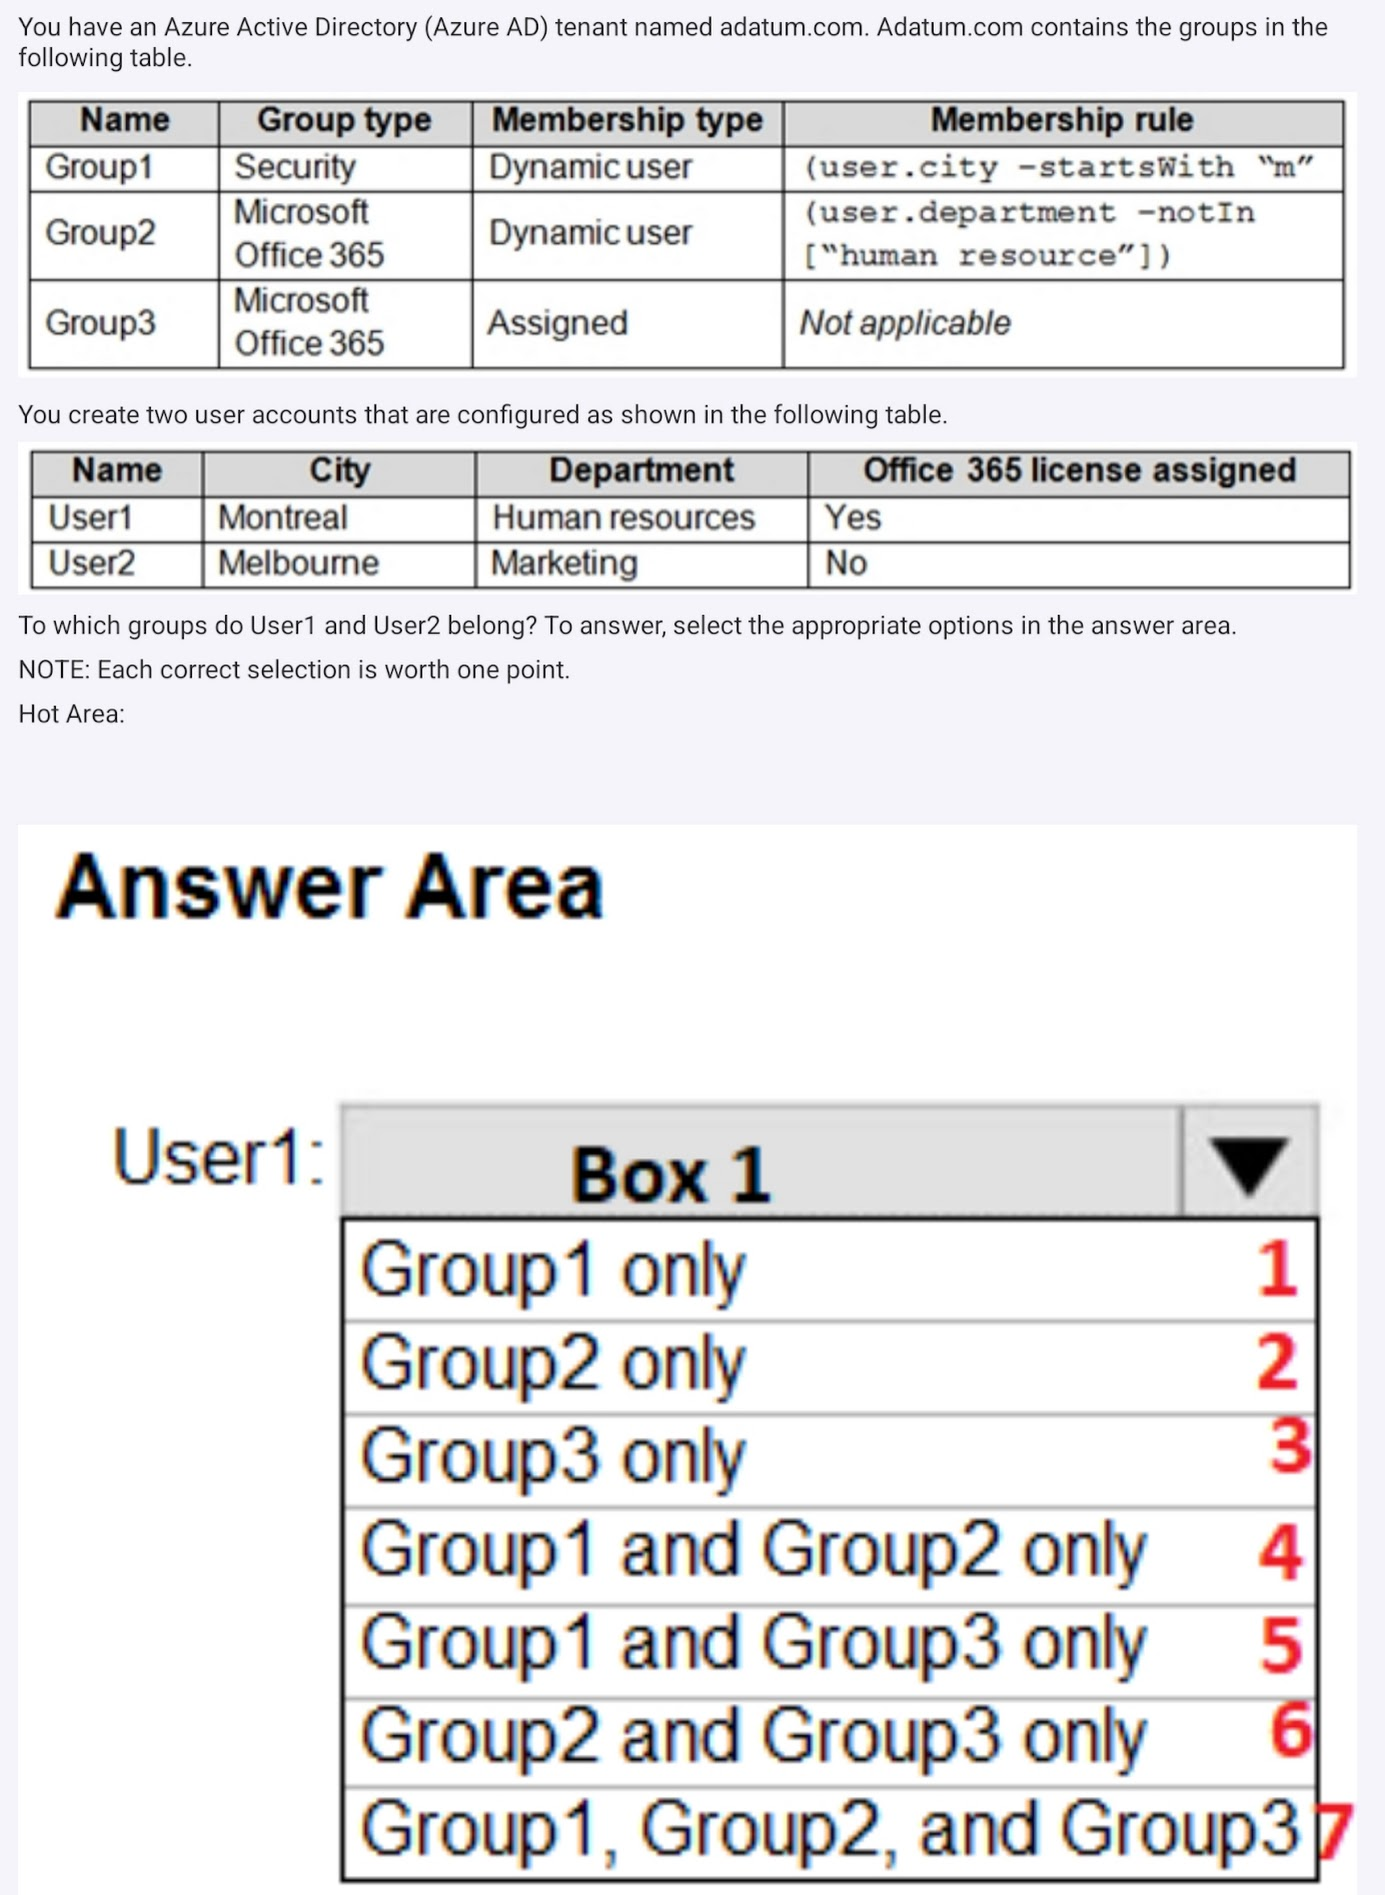 You have an Azure Active Directory (Azure AD) tenant named adatum.com. Adatum.com contains the groups in the
following table.
Name Group type Membership type Membership rule
Group1 Security Dynamic user (user.city -startsWith “m”
Group2 Microsoft Office 365 Dynamic user (user.department -notIn [“human resource”])
Group3 Microsoft Office 365 Assigned Not applicable
You create two user accounts that are configured as shown in the following table.
Name City Department Office 365 license assigned
User1 Montreal Human resources Yes
User2 Melbourne Marketing No
To which groups do User1 and User2 belong? To answer, select the appropriate options in the answer area.
NOTE: Each correct selection is worth one point.
Hot Area:
Answer Area
User1: Box 1
Group1 only 1
Group2 only 2
Group3 only 3
Group1 and Group2 only 4
Group1 and Group3 only 5
Group2 and Group3 only 6
Group1, Group2, and Group3 7